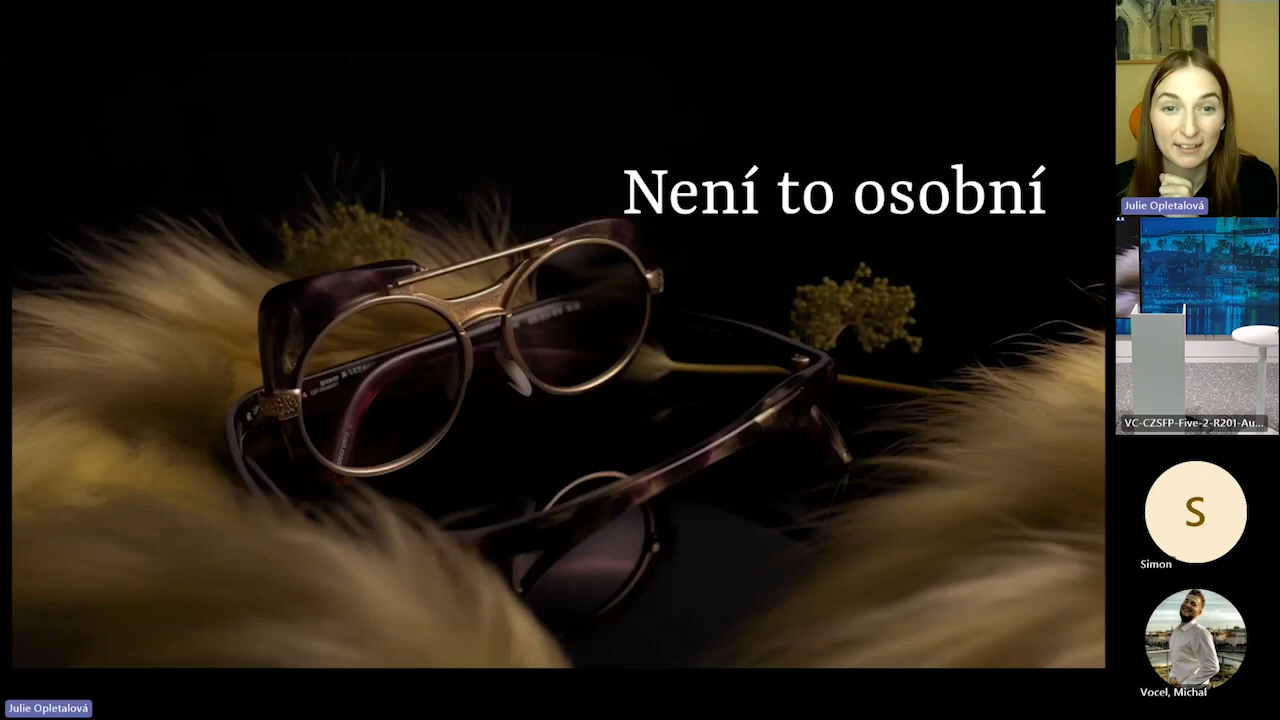 Není to osobní
Julie Opletalová
VC-CZSFP-Five-2-R201-Au...
S
Simon
Vocel, Michal
Julie Opletalová